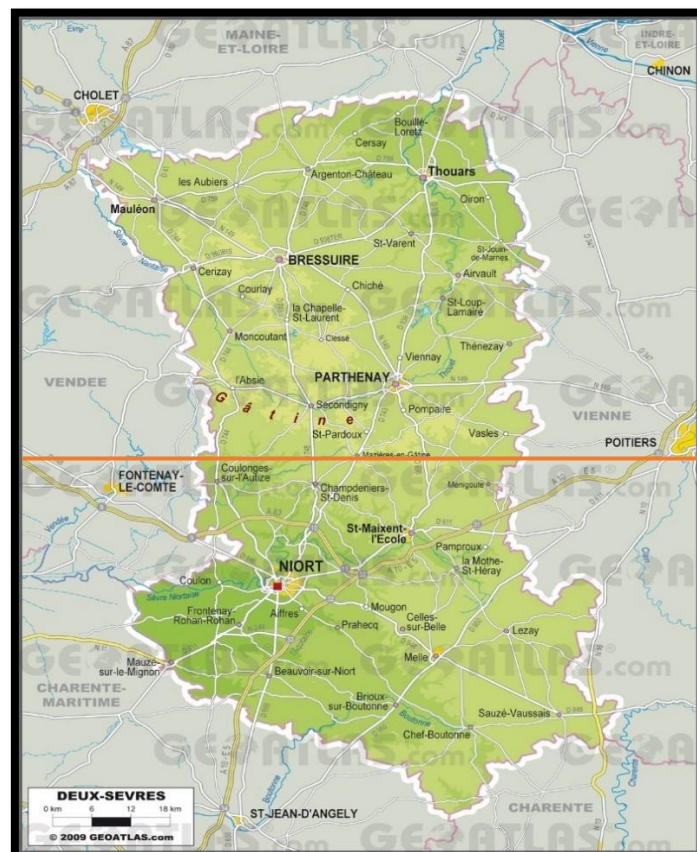 GEOATLAS.com
MAINE-
ET-LOIRE
INDRE-
ET-LOIRE
CHINON
CHOLET
Bouillé-
Loretz
Cersay
Thouars
Argenton-Château
les Aubiers
Mauléon
Oiron
St-Varent
St-Jouin-
de-Marnes
BRESSUIRE
Cerizay
Airvault
Courlay
Chiché
la Chapelle-
St-Laurent
St-Loup-
Lamairé
Moncoutant
Clessé
Thénezay
Viennay
VENDEE
l'Absie
PARTHENAY
Gâtine
Secondigny
Pompaire
VIENNE
St-Pardoux
Vasles
POITIERS
Mazières-en-Gâtine
FONTENAY-
LE-COMTE
Coulonges-
sur-l'Autize
Champdeniers-
St-Denis
Ménigoute
St-Maixent-
l'Ecole
Pamproux
la Mothe-
St-Héray
NIORT
Coulon
Sèvre Niortaise
Aiffres
Mougon
Frontenay-
Rohan-Rohan
Prahecq
Celles-
sur-Belle
Lezay
Melle
Mauzé-
sur-le-Mignon
Beauvoir-sur-Niort
CHARENTE-
MARITIME
Brioux-
sur-Boutonne
Sauzé-Vaussais
Boutonne
Chef-Boutonne
DEUX-SEVRES
0 km 6 12 18 km
© 2009 GEOATLAS.com
ST-JEAN-D'ANGELY
CHARENTE